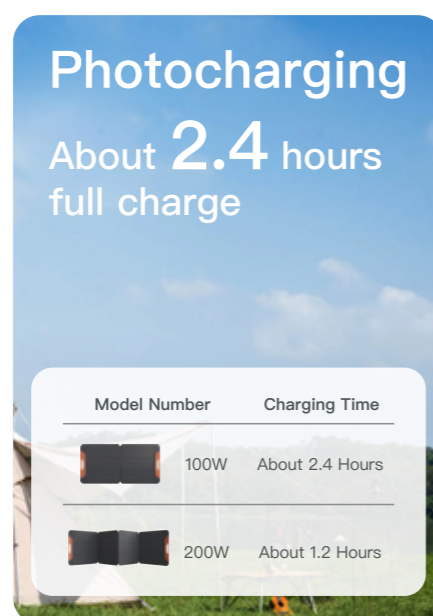 Photocharging
About 2.4 hours
full charge
Model Number Charging Time
100W About 2.4 Hours
200W About 1.2 Hours